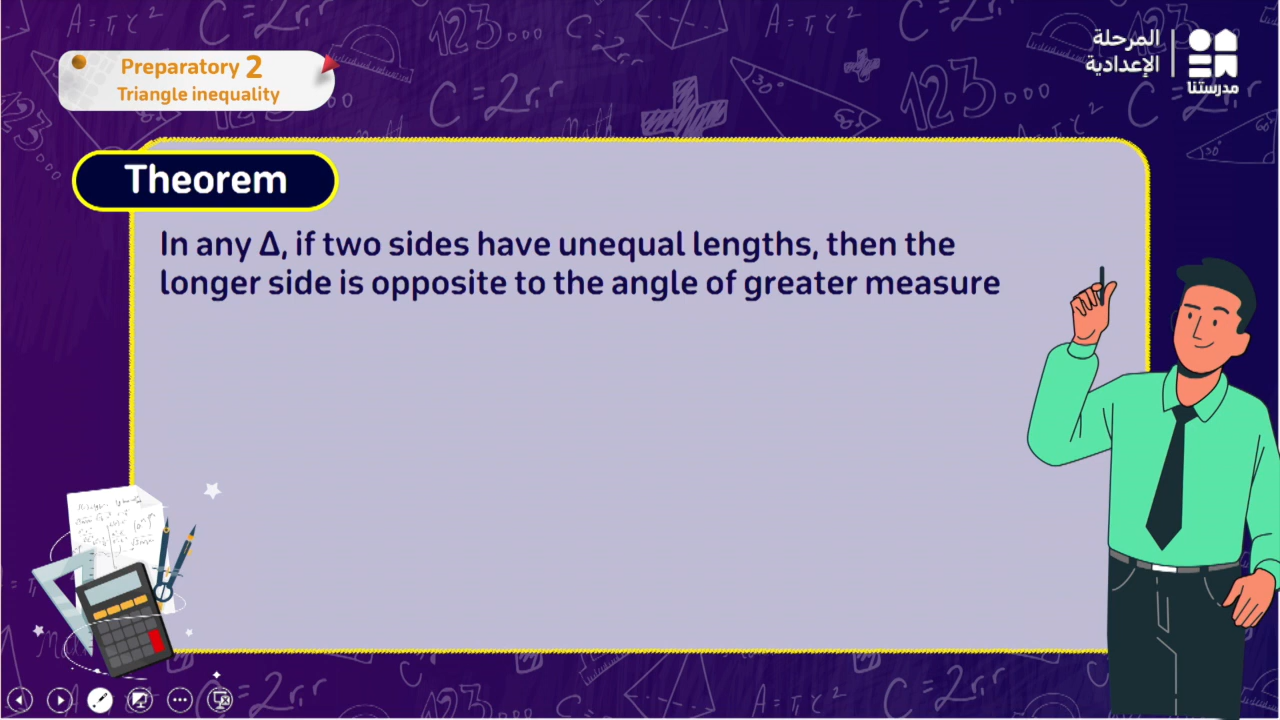 Preparatory 2
Triangle inequality
المرحلة
الإعدادية
مدرستنا
Theorem
In any Δ, if two sides have unequal lengths, then the
longer side is opposite to the angle of greater measure